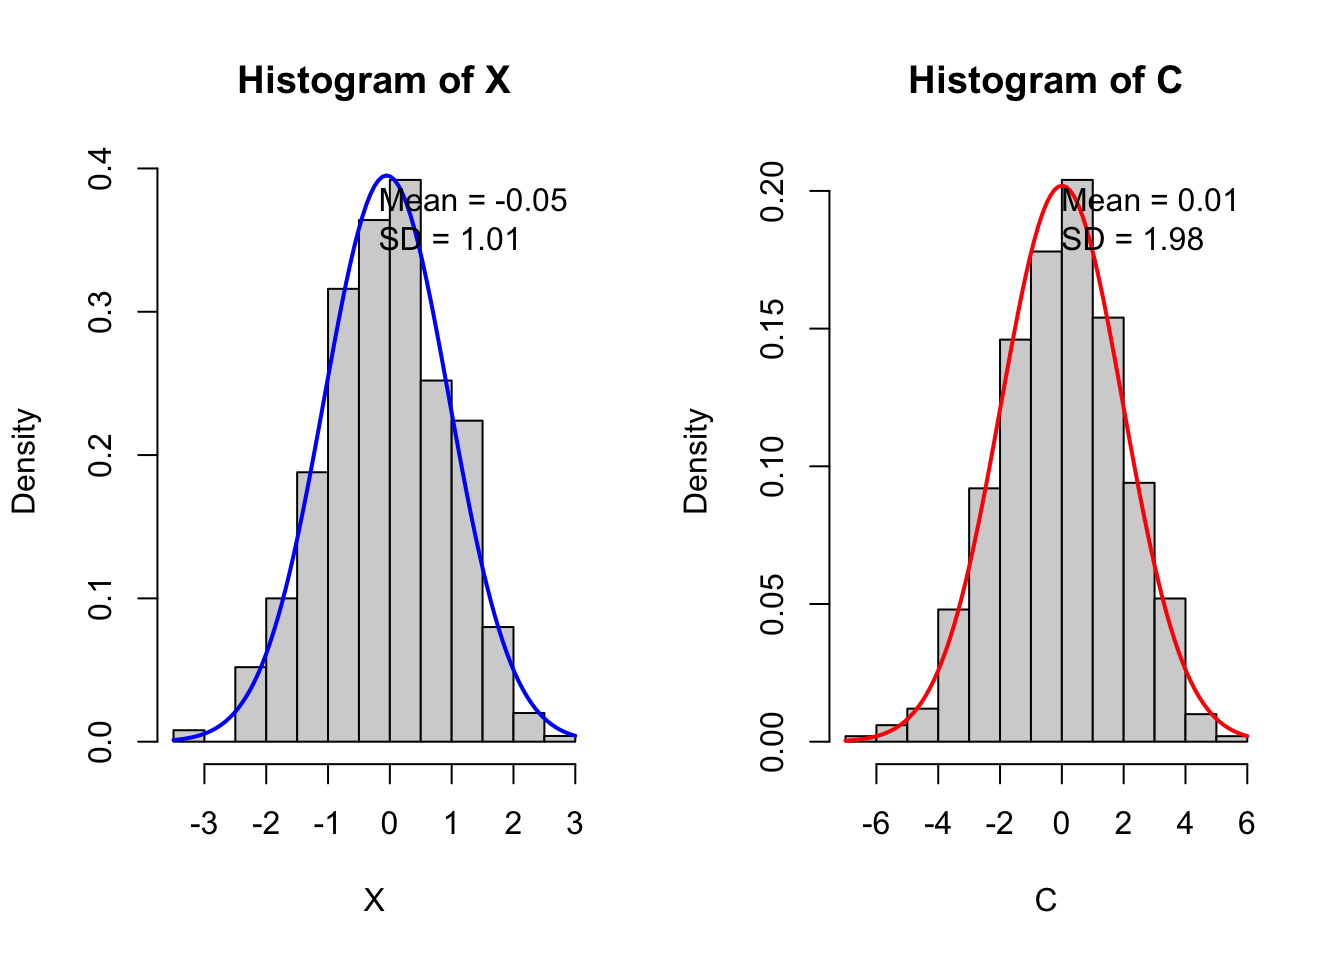 Histogram of X
Mean = -0.05
SD = 1.01
Density
0.4
0.3
0.2
0.1
0.0
-3 -2 -1 0 1 2 3
X
Histogram of C
Mean = 0.01
SD = 1.98
Density
0.20
0.15
0.10
0.05
0.00
-6 -4 -2 0 2 4 6
C